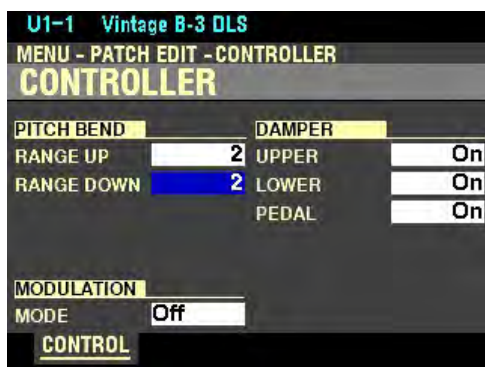 U1-1 Vintage B-3 DLS
MENU - PATCH EDIT - CONTROLLER
CONTROLLER
PITCH BEND DAMPER
RANGE UP 2 UPPER On
RANGE DOWN 2 LOWER On
PEDAL On
MODULATION
MODE Off
CONTROL